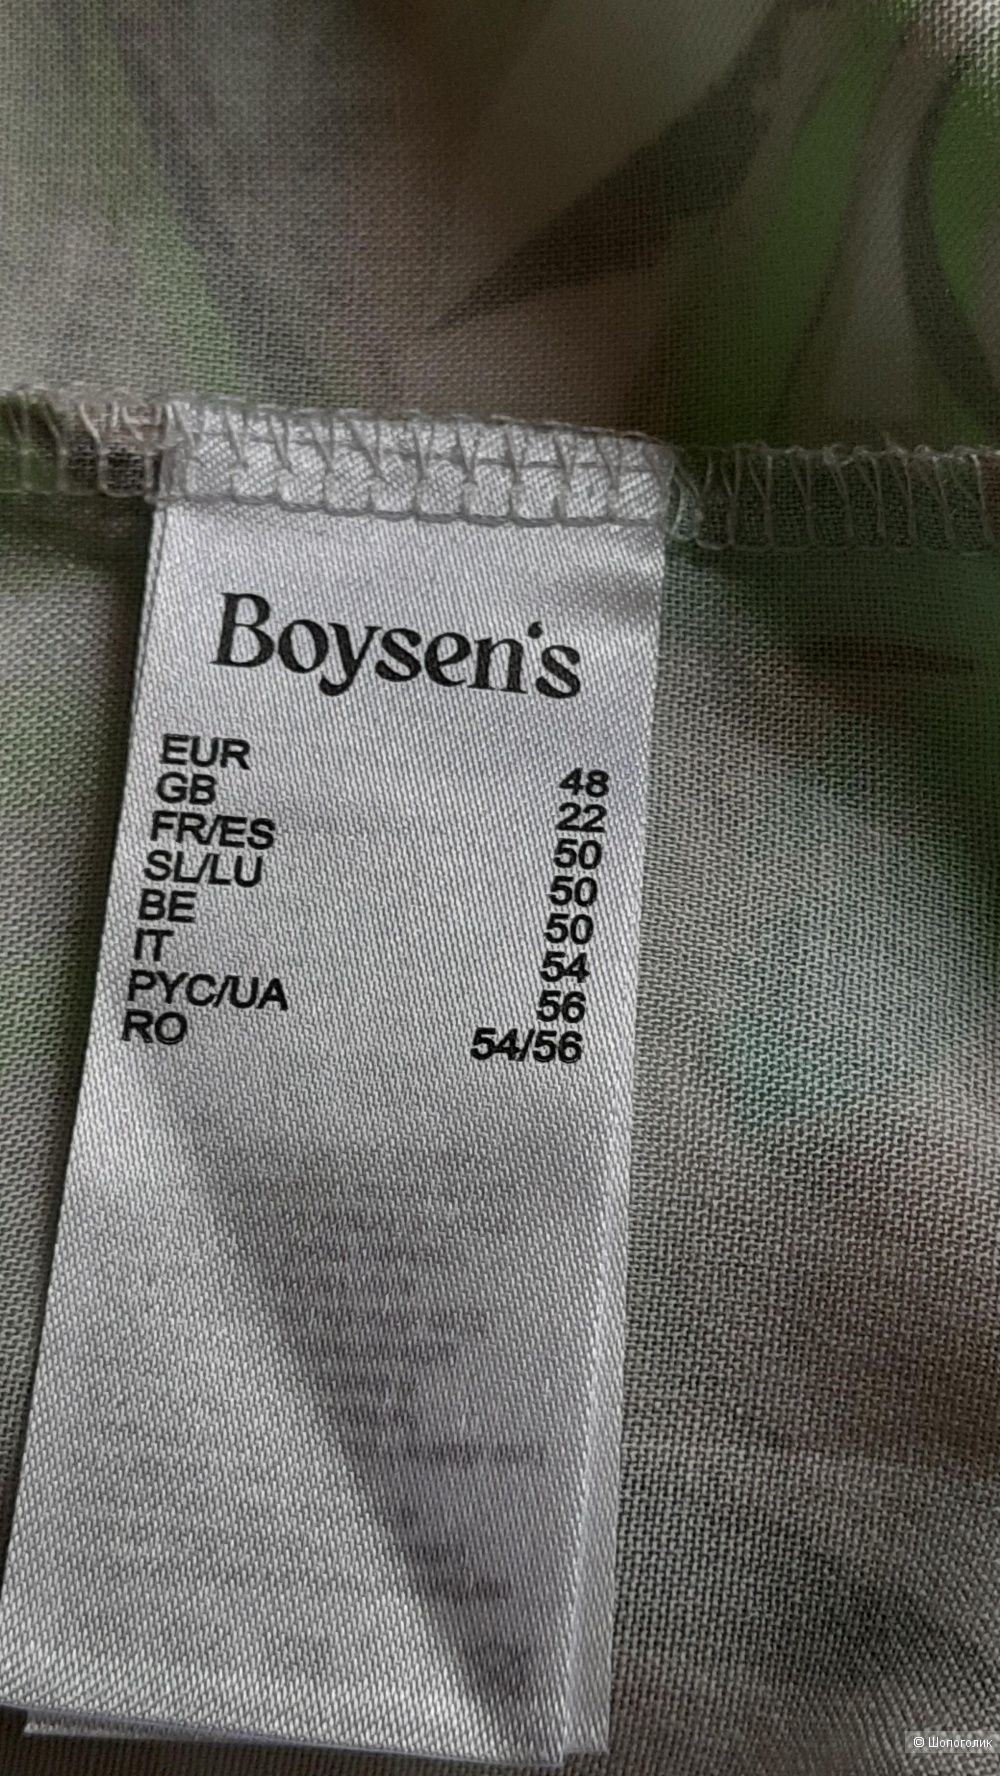 Boysen's
EUR 48
GB 22
FR/ES 50
SL/LU 50
BE 50
IT 54
РУС/UA 56
RO 54/56
© Шопоголик